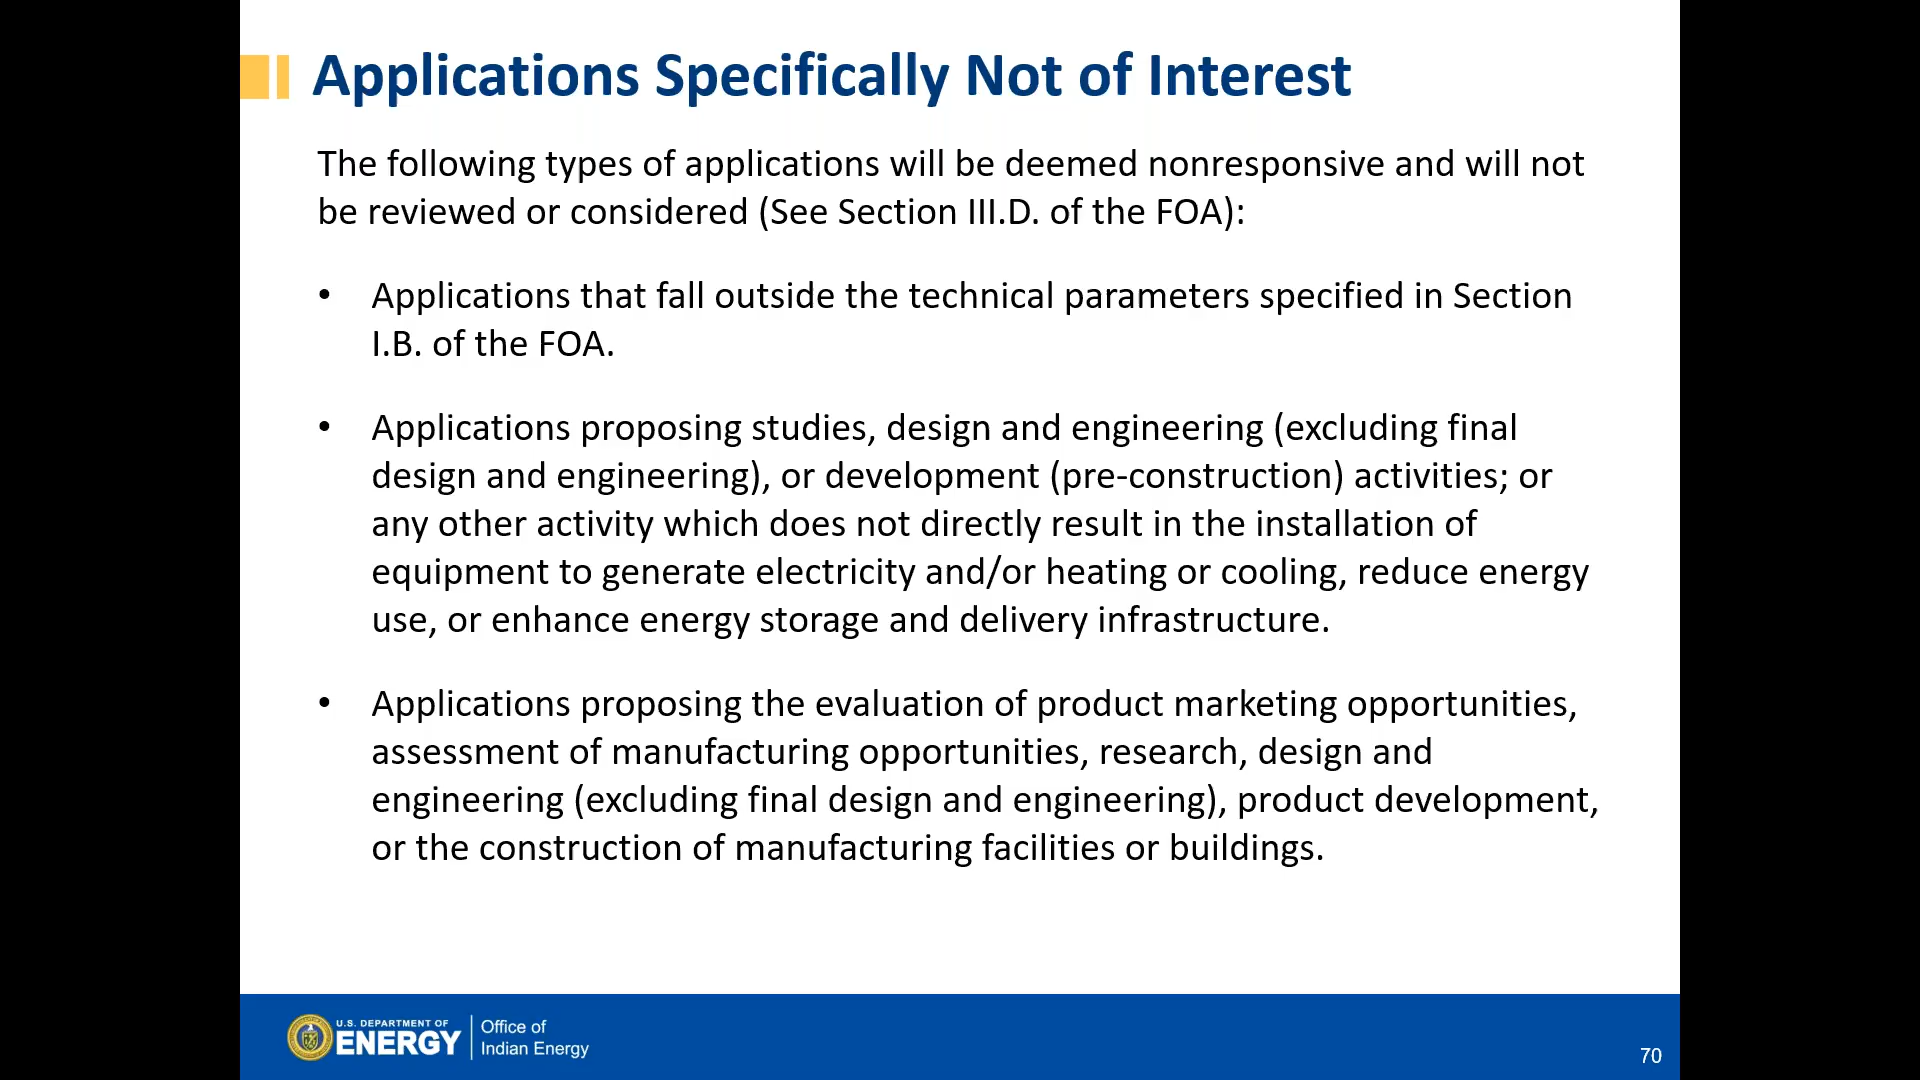 Applications Specifically Not of Interest
The following types of applications will be deemed nonresponsive and will not
be reviewed or considered (See Section III.D. of the FOA):
• Applications that fall outside the technical parameters specified in Section
I.B. of the FOA.
• Applications proposing studies, design and engineering (excluding final
design and engineering), or development (pre-construction) activities; or
any other activity which does not directly result in the installation of
equipment to generate electricity and/or heating or cooling, reduce energy
use, or enhance energy storage and delivery infrastructure.
• Applications proposing the evaluation of product marketing opportunities,
assessment of manufacturing opportunities, research, design and
engineering (excluding final design and engineering), product development,
or the construction of manufacturing facilities or buildings.
U.S. DEPARTMENT OF
ENERGY
Office of
Indian Energy
70